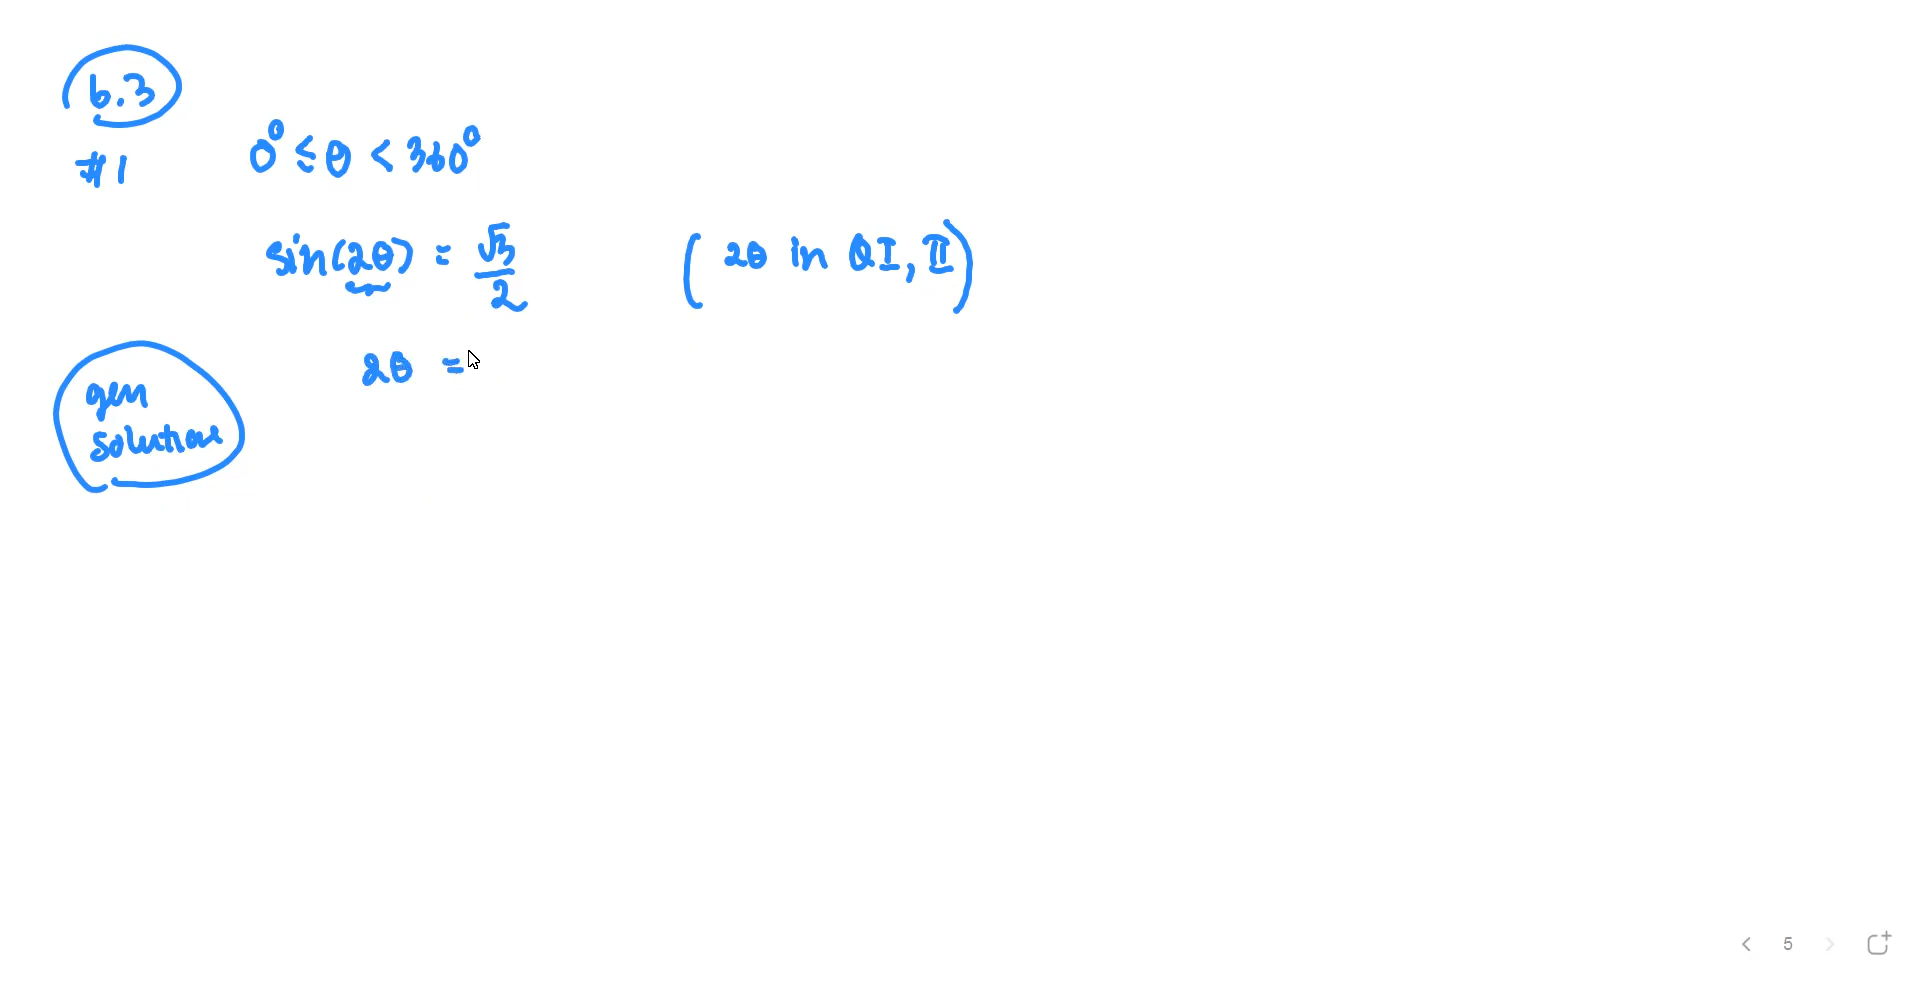 6.3
#1
0° ≤ θ < 360°
sin(2θ) = √3/2 (2θ in QI, II)
2θ =
gen
solution
5